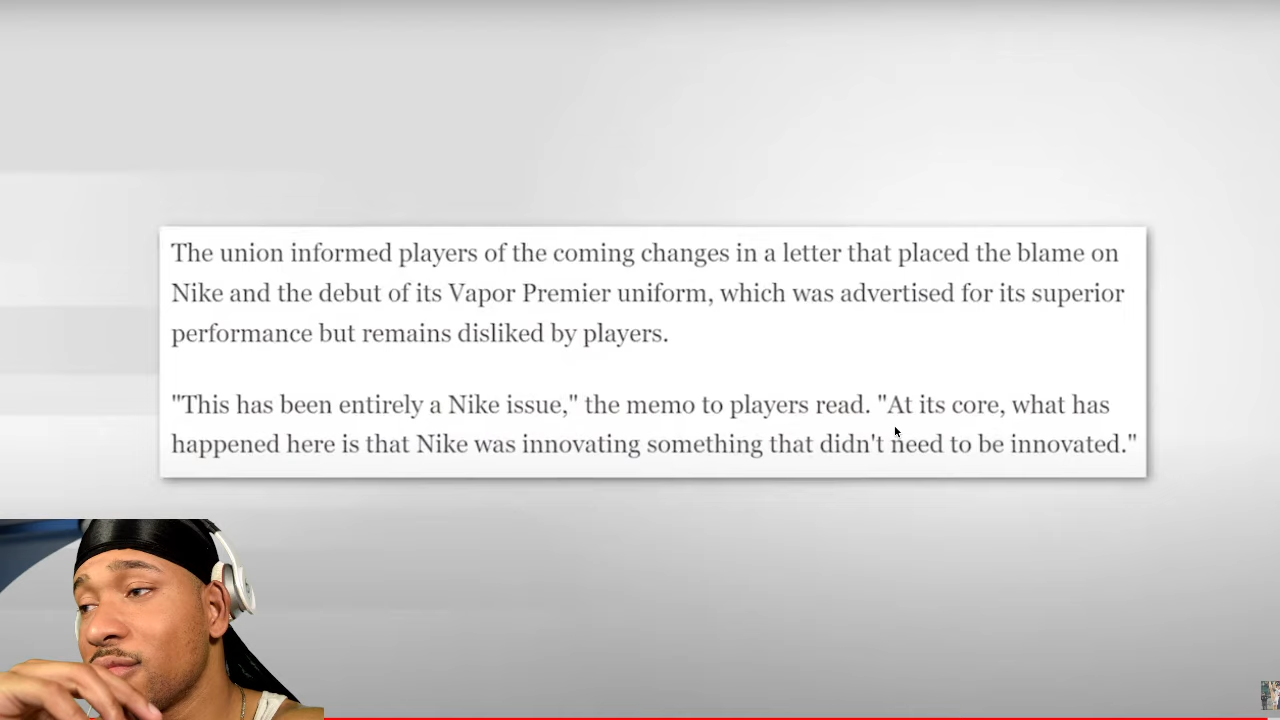 The union informed players of the coming changes in a letter that placed the blame on
Nike and the debut of its Vapor Premier uniform, which was advertised for its superior
performance but remains disliked by players.
"This has been entirely a Nike issue," the memo to players read. "At its core, what has
happened here is that Nike was innovating something that didn't need to be innovated."